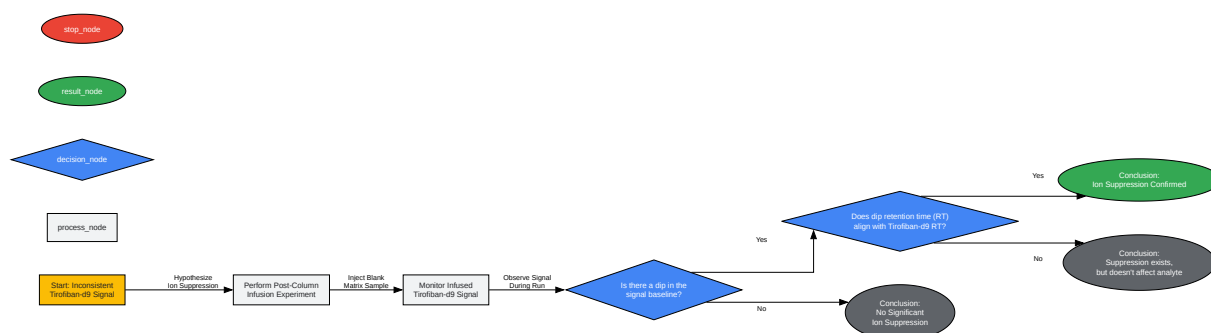 stop_node
result_node
decision_node
process_node
Start: Inconsistent
Tirofiban-d9 Signal
Hypothesize
Ion Suppression
Perform Post-Column
Infusion Experiment
Inject Blank
Matrix Sample
Monitor Infused
Tirofiban-d9 Signal
Observe Signal
During Run
Is there a dip in the
signal baseline?
Yes
No
Does dip retention time (RT)
align with Tirofiban-d9 RT?
Conclusion:
No Significant
Ion Suppression
Yes
No
Conclusion:
Ion Suppression Confirmed
Conclusion:
Suppression exists,
but doesn't affect analyte